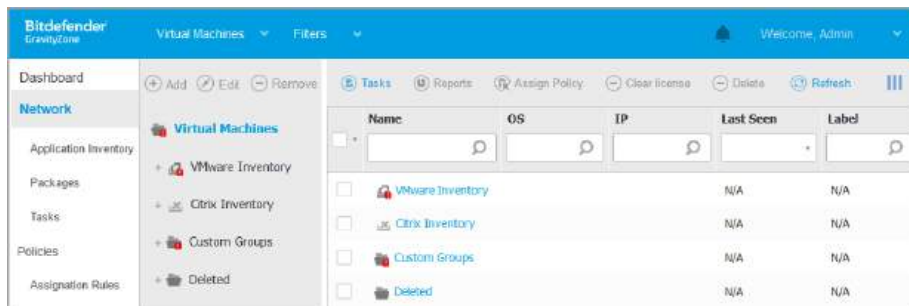 Bitdefender
GravityZone
Virtual Machines
Filters
Welcome, Admin
Dashboard
Network
Application Inventory
Packages
Tasks
Policies
Assignation Rules
Add
Edit
Remove
Virtual Machines
VMware Inventory
Citrix Inventory
Custom Groups
Deleted
Tasks
Reports
Assign Policy
Clear license
Delete
Refresh
Name OS IP Last Seen Label
VMware Inventory N/A N/A
Citrix Inventory N/A N/A
Custom Groups N/A N/A
Deleted N/A N/A